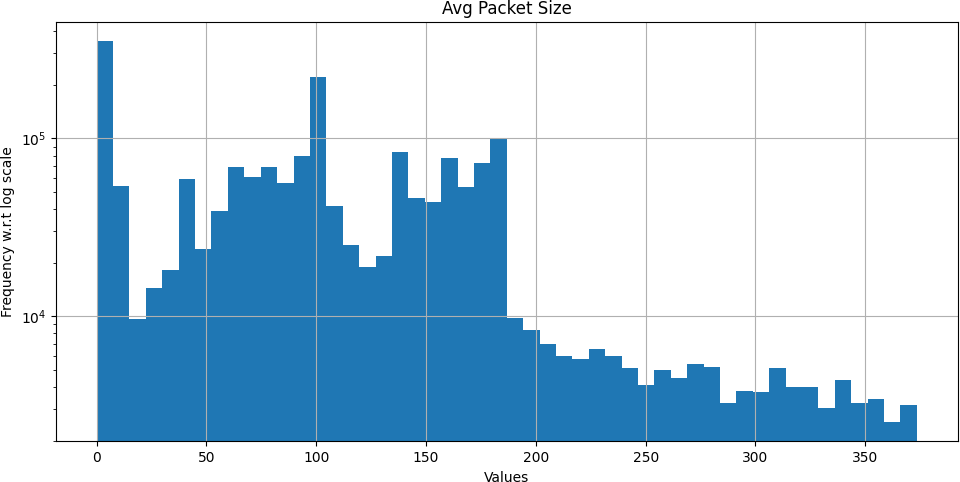 Avg Packet Size
Frequency w.r.t log scale
10^5
10^4
0 50 100 150 200 250 300 350
Values